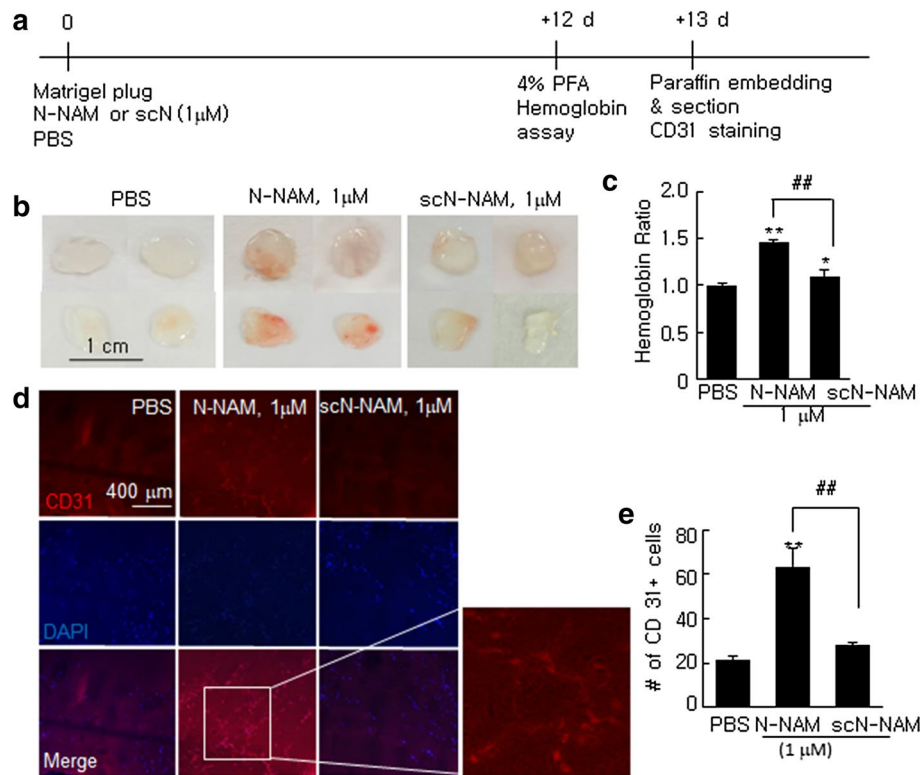 a
0
+12 d
+13 d
Matrigel plug
N-NAM or scN (1μM)
PBS
4% PFA
Hemoglobin
assay
Paraffin embedding
& section
CD31 staining
b
PBS
N-NAM, 1μM
scN-NAM, 1μM
1 cm
c
Hemoglobin Ratio
2.0
1.5
1.0
0.5
0
##
**
*
PBS
N-NAM
scN-NAM
1 μM
d
PBS
N-NAM, 1μM
scN-NAM, 1μM
CD31
400 μm
DAPI
Merge
e
# of CD 31+ cells
80
60
40
20
0
##
**
PBS
N-NAM
scN-NAM
(1 μM)